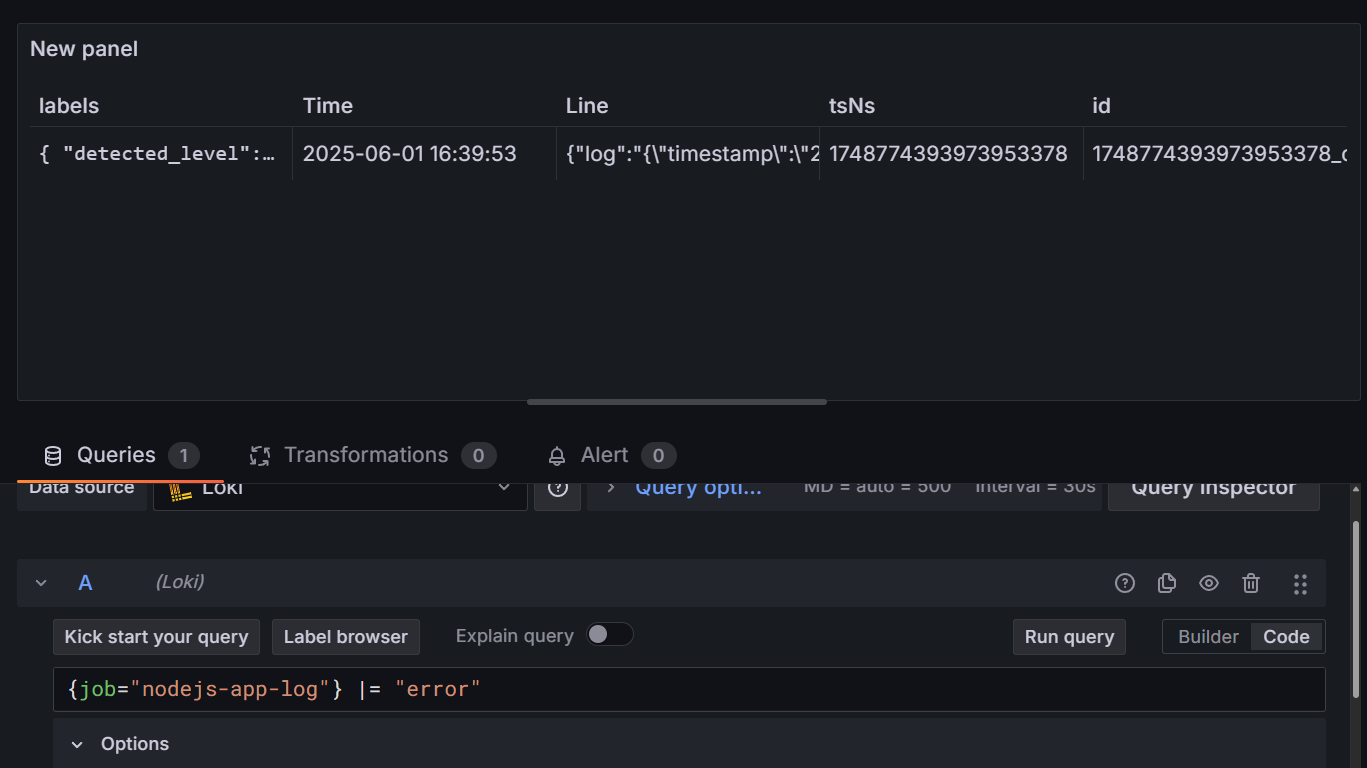 New panel
labels Time Line tsNs id
{ "detected_level":… 2025-06-01 16:39:53 {"log":"{\"timestamp\":\"2 1748774393973953378 1748774393973953378_
Queries 1 Transformations 0 Alert 0
Data source Loki Query opti... MD = auto = 500 Interval = 30s Query inspector
A (Loki)
Kick start your query Label browser Explain query Run query Builder Code
{job="nodejs-app-log"} |= "error"
Options